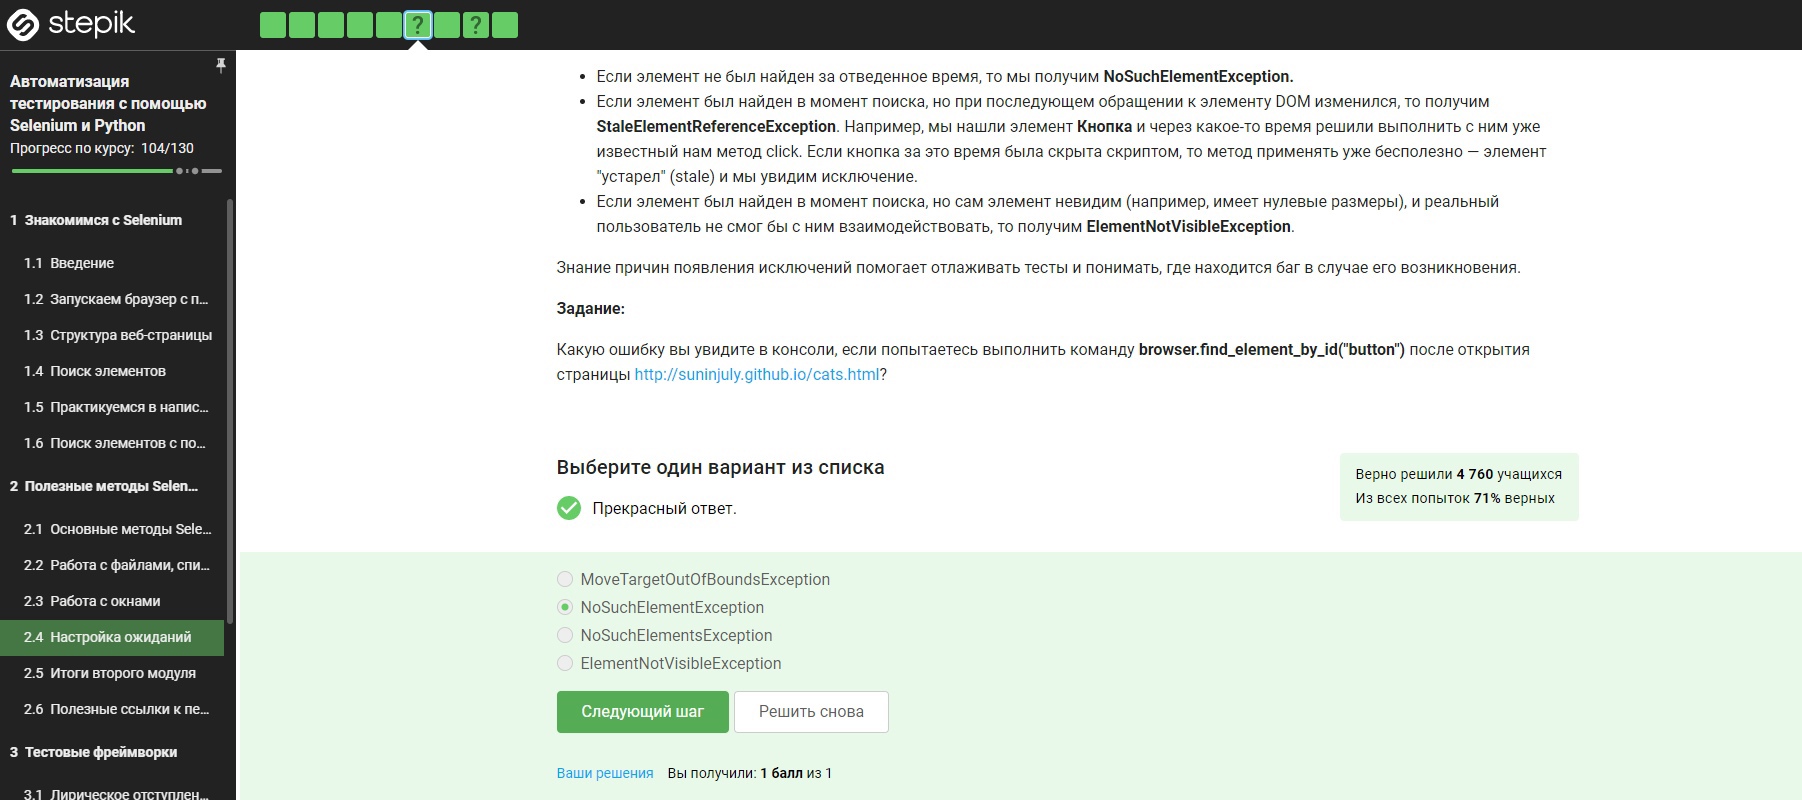 stepik
?
?
Автоматизация
тестирования с помощью
Selenium и Python
Прогресс по курсу: 104/130
1 Знакомимся с Selenium
1.1 Введение
1.2 Запускаем браузер с п...
1.3 Структура веб-страницы
1.4 Поиск элементов
1.5 Практикуемся в напис...
1.6 Поиск элементов с по...
2 Полезные методы Selen...
2.1 Основные методы Sele...
2.2 Работа с файлами, спи...
2.3 Работа с окнами
2.4 Настройка ожиданий
2.5 Итоги второго модуля
2.6 Полезные ссылки к пе...
3 Тестовые фреймворки
3.1 Лирическое отступлен...
• Если элемент не был найден за отведенное время, то мы получим NoSuchElementException.
• Если элемент был найден в момент поиска, но при последующем обращении к элементу DOM изменился, то получим
StaleElementReferenceException. Например, мы нашли элемент Кнопка и через какое-то время решили выполнить с ним уже
известный нам метод click. Если кнопка за это время была скрыта скриптом, то метод применять уже бесполезно — элемент
"устарел" (stale) и мы увидим исключение.
• Если элемент был найден в момент поиска, но сам элемент невидим (например, имеет нулевые размеры), и реальный
пользователь не смог бы с ним взаимодействовать, то получим ElementNotVisibleException.
Знание причин появления исключений помогает отлаживать тесты и понимать, где находится баг в случае его возникновения.
Задание:
Какую ошибку вы увидите в консоли, если попытаетесь выполнить команду browser.find_element_by_id("button") после открытия
страницы http://suninjuly.github.io/cats.html?
Выберите один вариант из списка
Прекрасный ответ.
Верно решили 4 760 учащихся
Из всех попыток 71% верных
MoveTargetOutOfBoundsException
NoSuchElementException
NoSuchElementsException
ElementNotVisibleException
Следующий шаг
Решить снова
Ваши решения Вы получили: 1 балл из 1